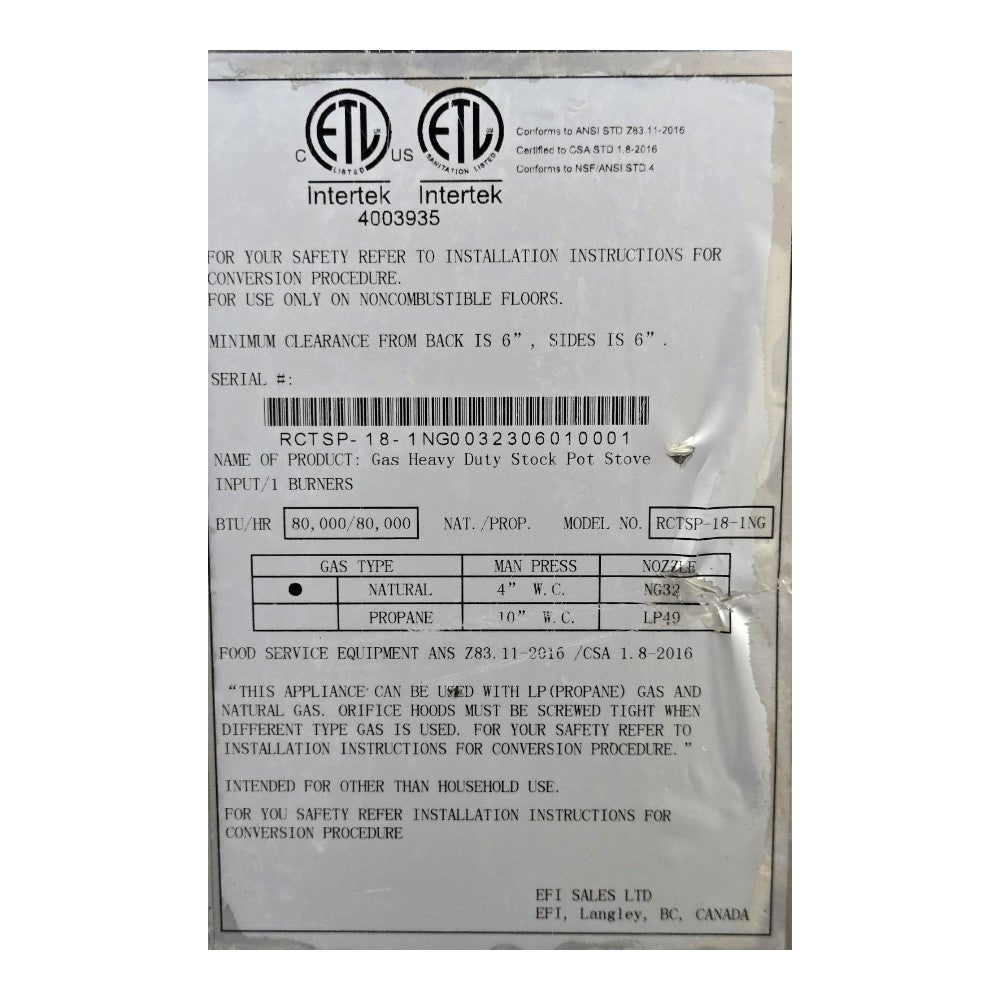 C ETL LISTED US
ETL SANITATION LISTED
Intertek Intertek
4003935
Conforms to ANSI STD Z83.11-2016
Certified to CSA STD 1.8-2016
Conforms to NSF/ANSI STD.4
FOR YOUR SAFETY REFER TO INSTALLATION INSTRUCTIONS FOR
CONVERSION PROCEDURE.
FOR USE ONLY ON NONCOMBUSTIBLE FLOORS.
MINIMUM CLEARANCE FROM BACK IS 6”, SIDES IS 6”.
SERIAL #:
RCTSP-18-1NG0032306010001
NAME OF PRODUCT: Gas Heavy Duty Stock Pot Stove
INPUT/1 BURNERS
BTU/HR 80,000/80,000 NAT./PROP. MODEL NO. RCTSP-18-1NG
GAS TYPE MAN PRESS NOZZLE
● NATURAL 4” W.C. NG32
PROPANE 10” W.C. LP49
FOOD SERVICE EQUIPMENT ANS Z83.11-2016 /CSA 1.8-2016
“THIS APPLIANCE CAN BE USED WITH LP(PROPANE) GAS AND
NATURAL GAS. ORIFICE HOODS MUST BE SCREWED TIGHT WHEN
DIFFERENT TYPE GAS IS USED. FOR YOUR SAFETY REFER TO
INSTALLATION INSTRUCTIONS FOR CONVERSION PROCEDURE.”
INTENDED FOR OTHER THAN HOUSEHOLD USE.
FOR YOU SAFETY REFER INSTALLATION INSTRUCTIONS FOR
CONVERSION PROCEDURE
EFI SALES LTD
EFI, Langley, BC, CANADA